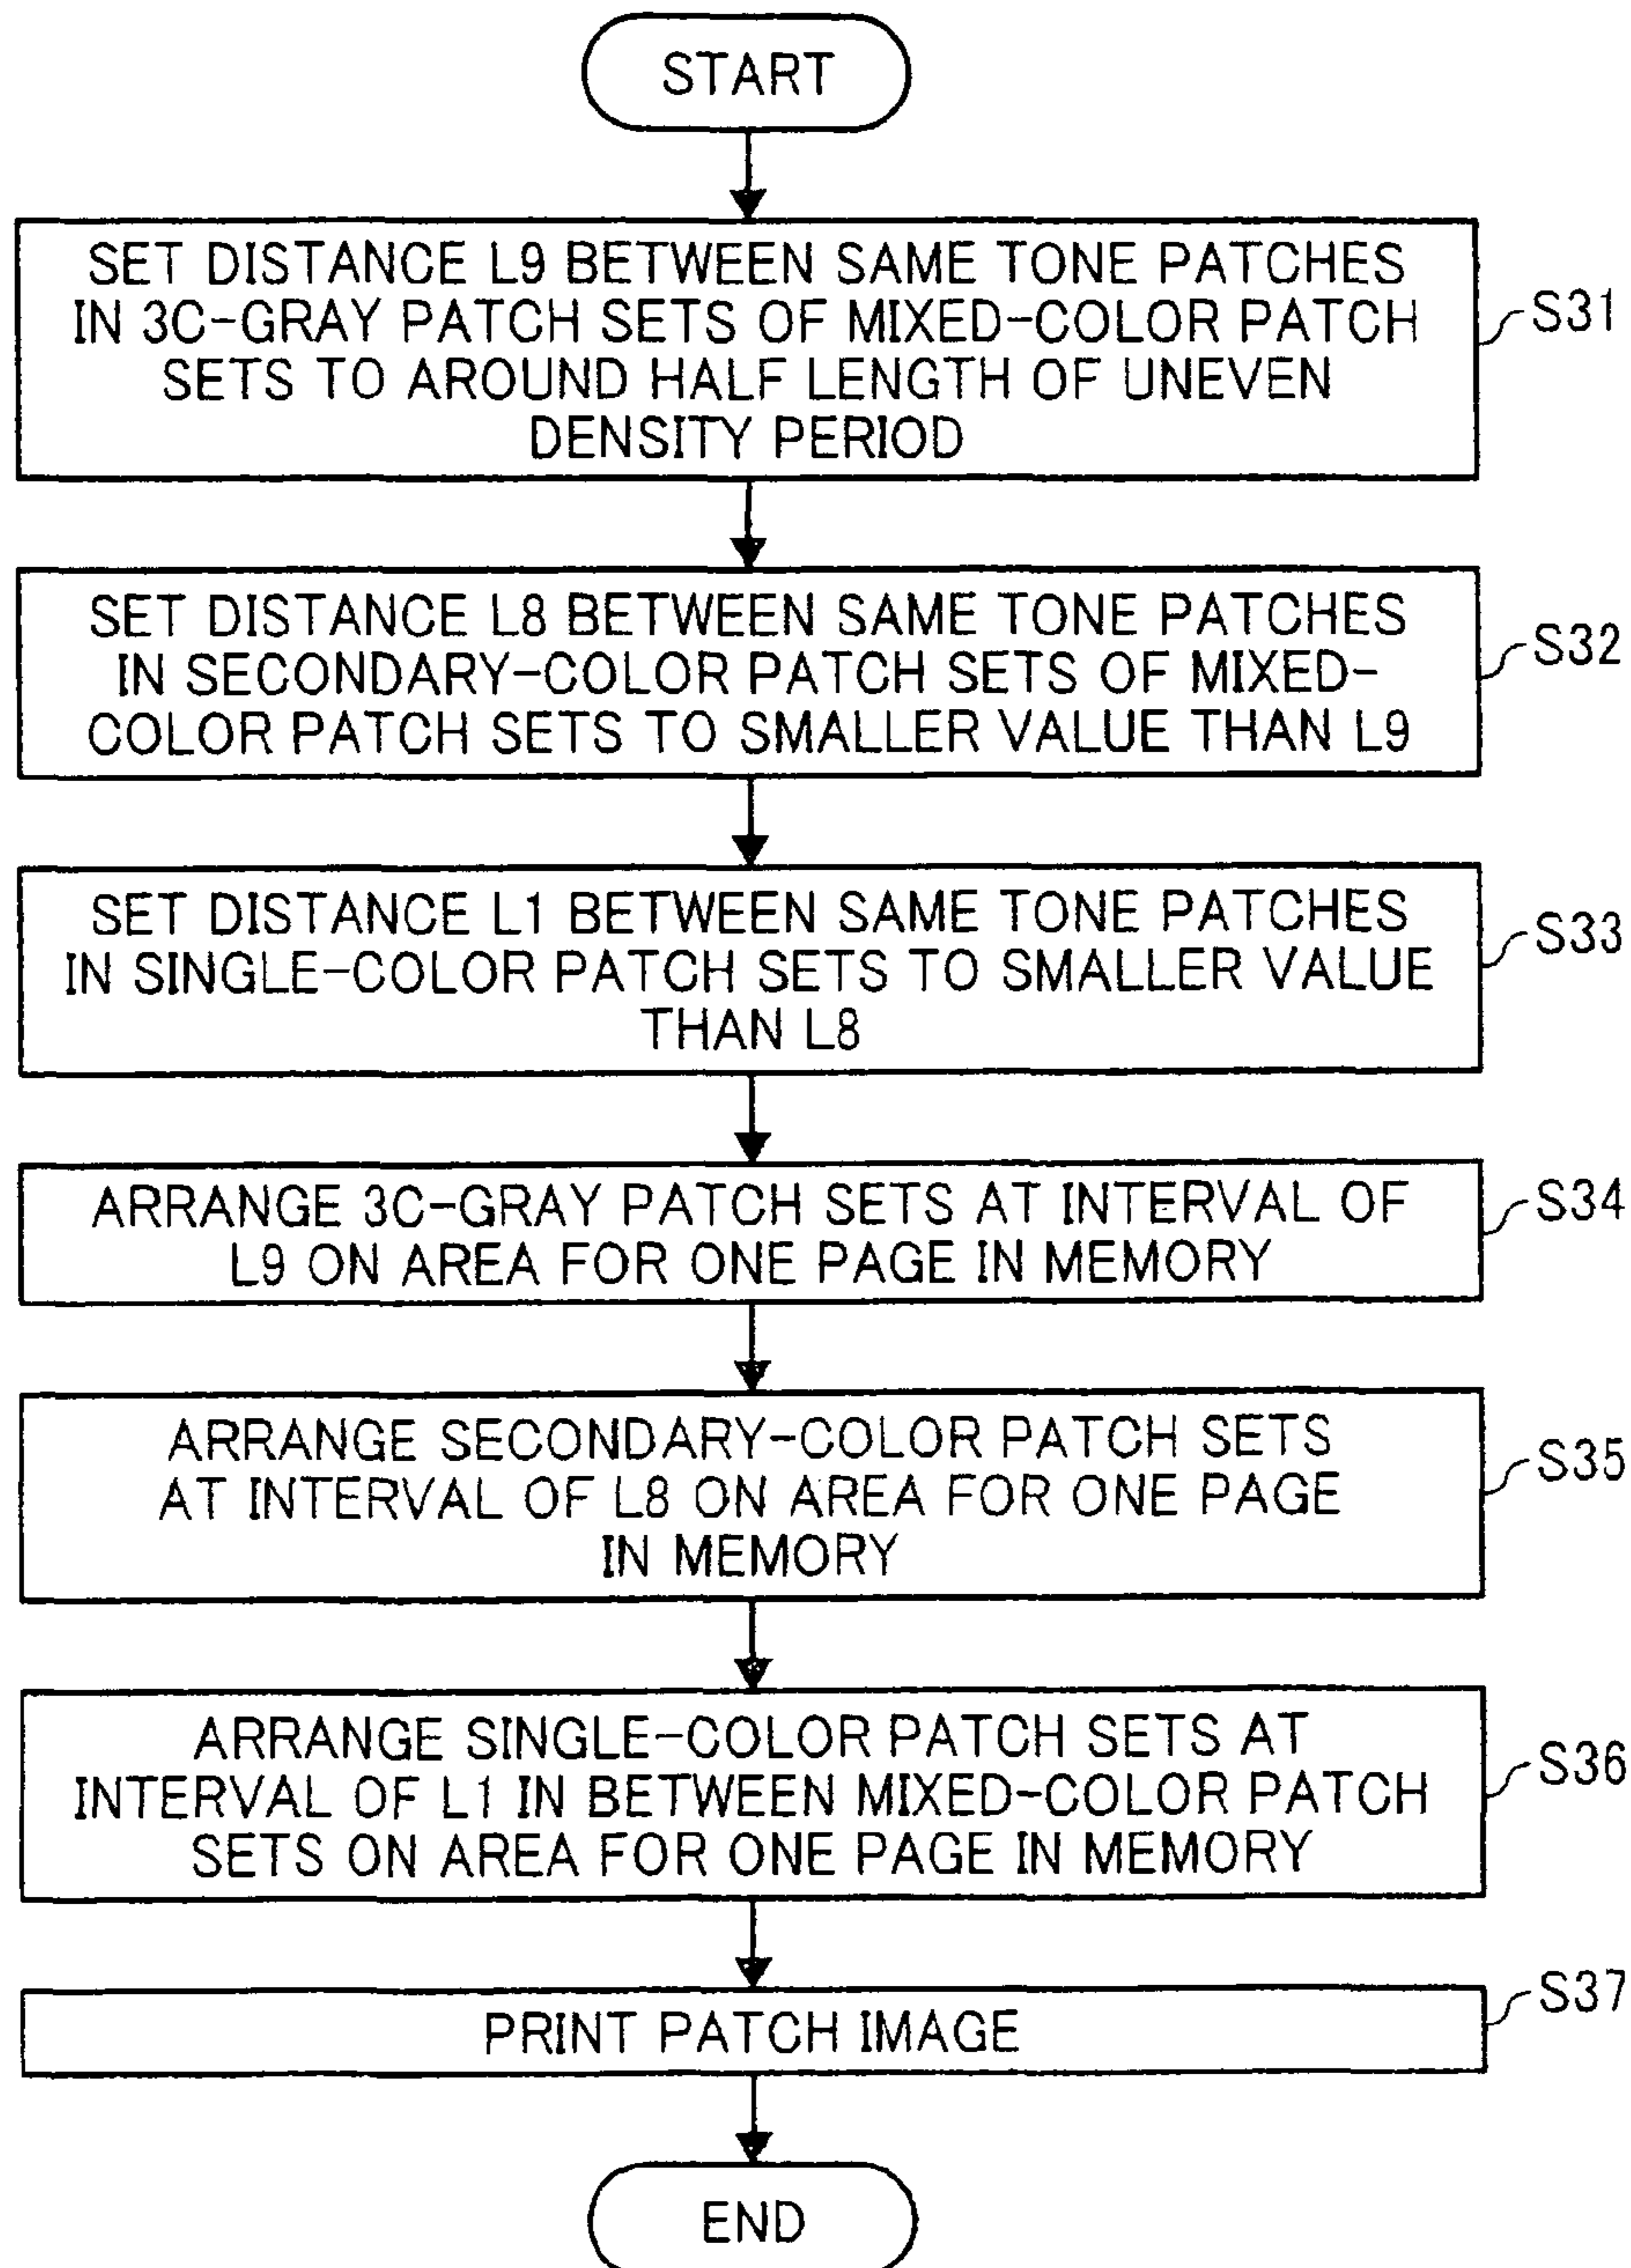 START
SET DISTANCE L9 BETWEEN SAME TONE PATCHES
IN 3C-GRAY PATCH SETS OF MIXED-COLOR PATCH
SETS TO AROUND HALF LENGTH OF UNEVEN
DENSITY PERIOD
S31
SET DISTANCE L8 BETWEEN SAME TONE PATCHES
IN SECONDARY-COLOR PATCH SETS OF MIXED-
COLOR PATCH SETS TO SMALLER VALUE THAN L9
S32
SET DISTANCE L1 BETWEEN SAME TONE PATCHES
IN SINGLE-COLOR PATCH SETS TO SMALLER VALUE
THAN L8
S33
ARRANGE 3C-GRAY PATCH SETS AT INTERVAL OF
L9 ON AREA FOR ONE PAGE IN MEMORY
S34
ARRANGE SECONDARY-COLOR PATCH SETS
AT INTERVAL OF L8 ON AREA FOR ONE PAGE
IN MEMORY
S35
ARRANGE SINGLE-COLOR PATCH SETS AT
INTERVAL OF L1 IN BETWEEN MIXED-COLOR PATCH
SETS ON AREA FOR ONE PAGE IN MEMORY
S36
PRINT PATCH IMAGE
S37
END